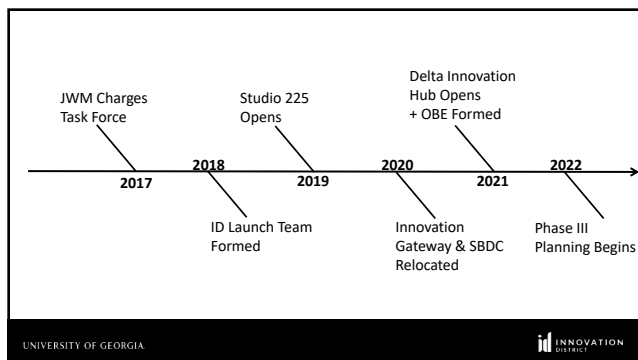 JWM Charges
Task Force
Studio 225
Opens
Delta Innovation
Hub Opens
+ OBE Formed
2017
2018
2019
2020
2021
2022
ID Launch Team
Formed
Innovation
Gateway & SBDC
Relocated
Phase III
Planning Begins
UNIVERSITY OF GEORGIA.
id INNOVATION
DISTRICT